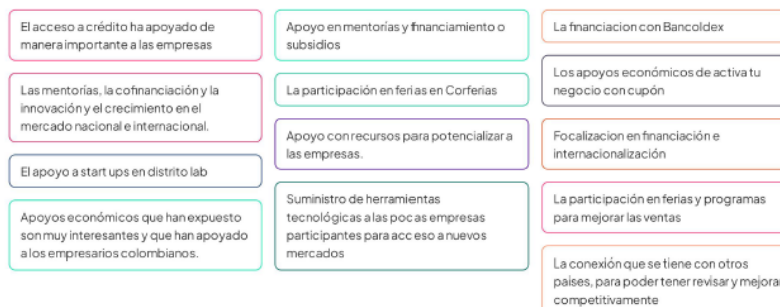 El acceso a crédito ha apoyado de
manera importante a las empresas
Las mentorías, la cofinanciación y la
innovación y el crecimiento en el
mercado nacional e internacional.
El apoyo a start ups en distrito lab
Apoyos económicos que han expuesto
son muy interesantes y que han apoyado
a los empresarios colombianos.
Apoyo en mentorías y financiamiento o
subsidios
La participación en ferias en Corferias
Apoyo con recursos para potencializar a
las empresas.
Suministro de herramientas
tecnológicas a las pocas empresas
participantes para acceso a nuevos
mercados
La financiacion con Bancoldex
Los apoyos económicos de activa tu
negocio con cupón
Focalizacion en financiación e
internacionalización
La participación en ferias y programas
para mejorar las ventas
La conexión que se tiene con otros
paises, para poder tener revisar y mejorar
competitivamente